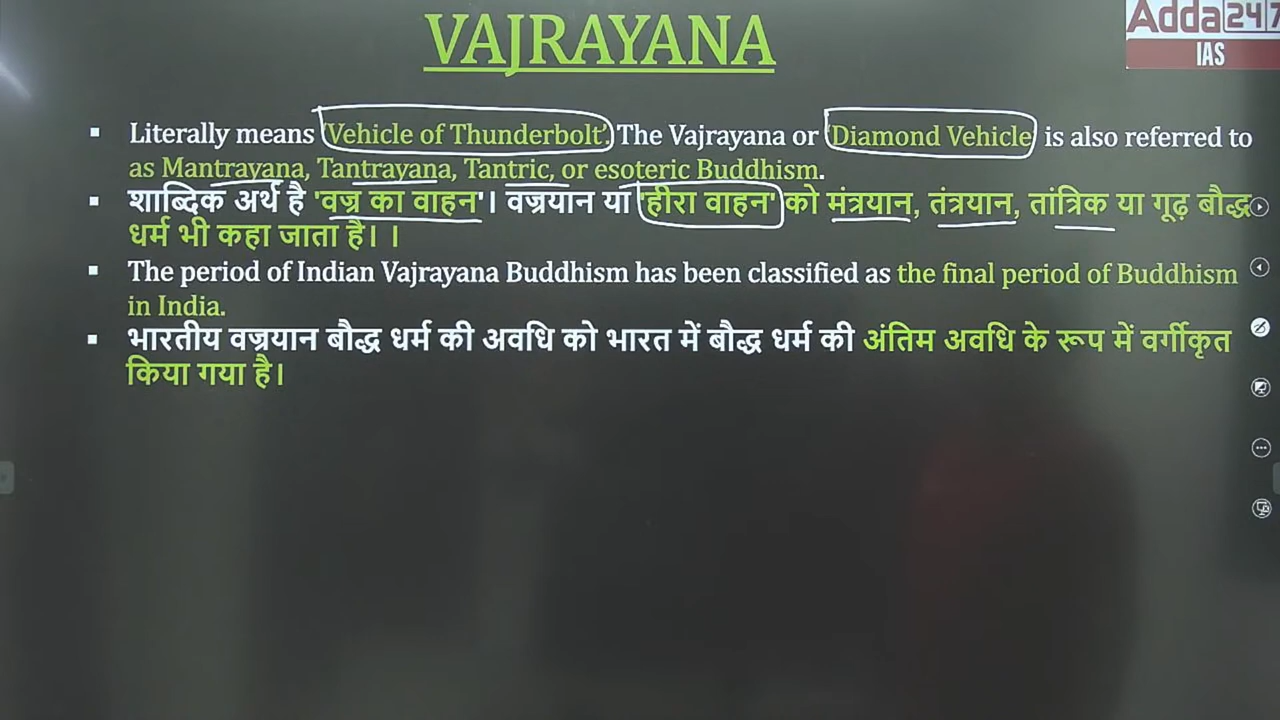 VAJRAYANA
Adda247
IAS
▪ Literally means 'Vehicle of Thunderbolt'. The Vajrayana or 'Diamond Vehicle' is also referred to
as Mantrayana, Tantrayana, Tantric, or esoteric Buddhism.
▪ शाब्दिक अर्थ है 'वज्र का वाहन'। वज्रयान या 'हीरा वाहन' को मंत्रयान, तंत्रयान, तांत्रिक या गूढ़ बौद्ध
धर्म भी कहा जाता है। ।
▪ The period of Indian Vajrayana Buddhism has been classified as the final period of Buddhism
in India.
▪ भारतीय वज्रयान बौद्ध धर्म की अवधि को भारत में बौद्ध धर्म की अंतिम अवधि के रूप में वर्गीकृत
किया गया है।